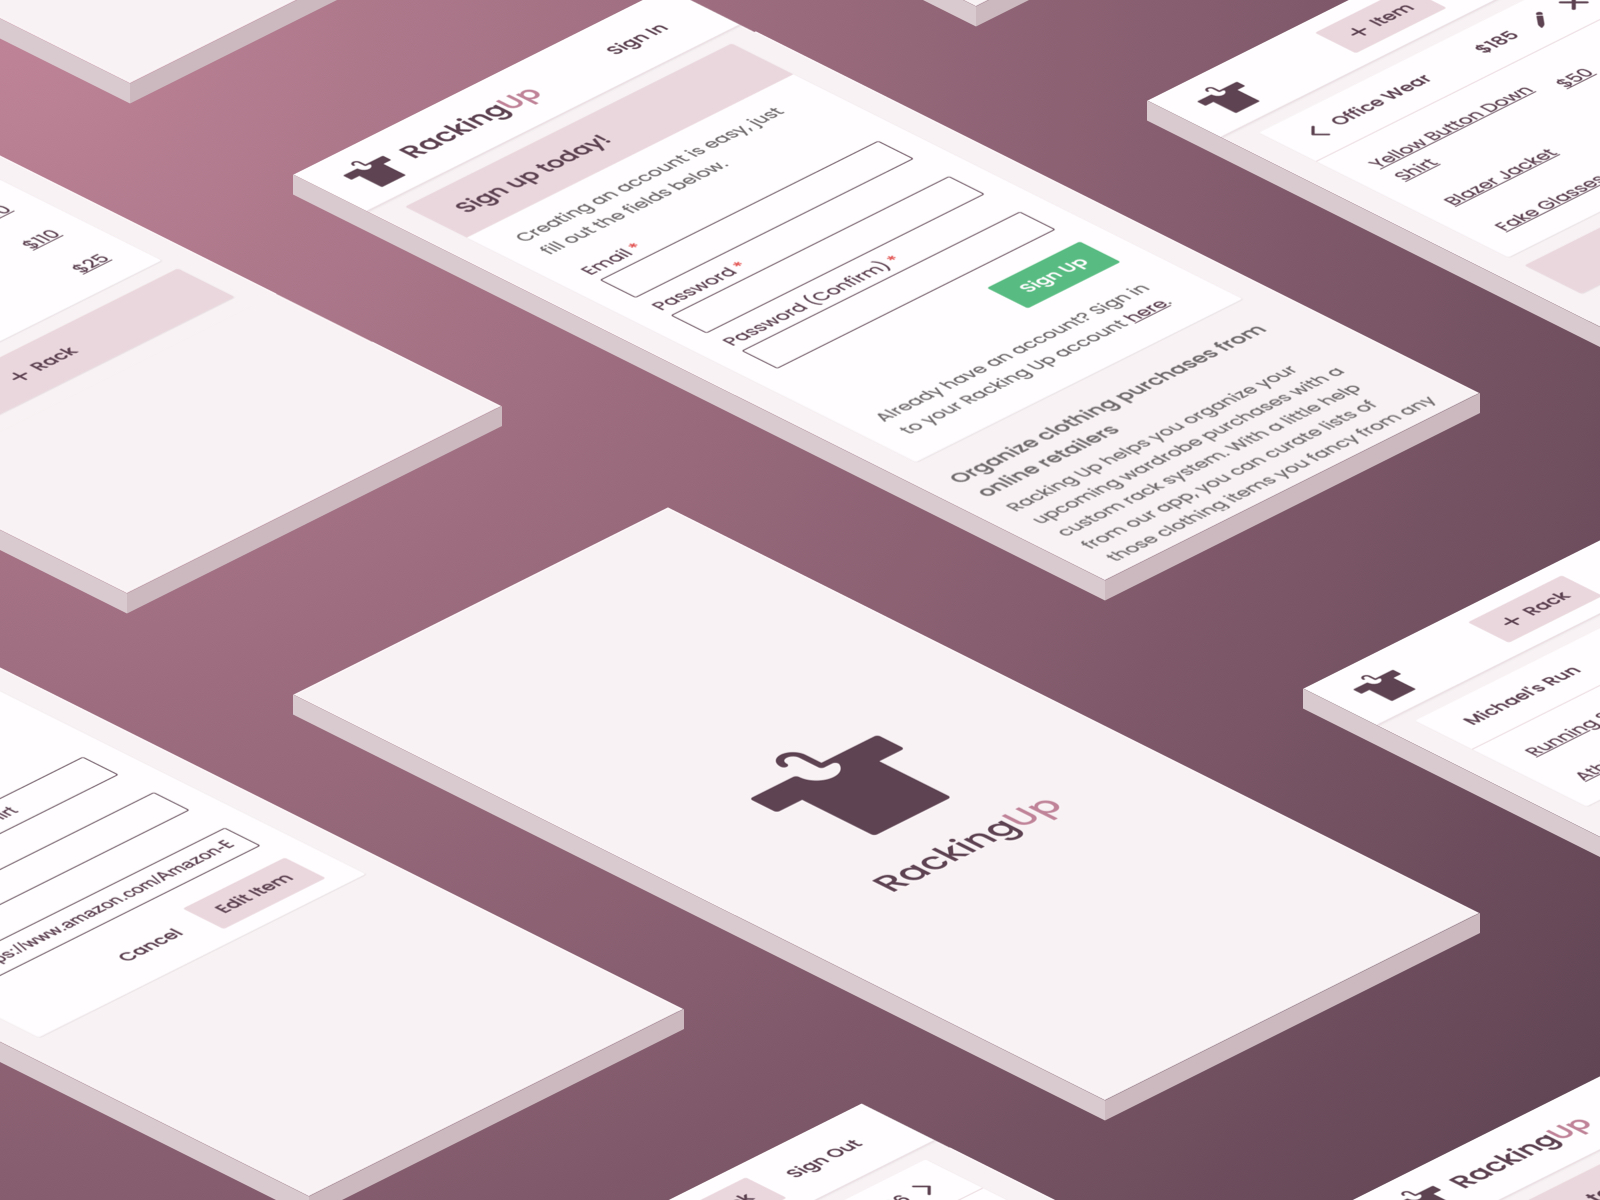 $110
$25
+ Rack
RackingUp
Sign In
Sign up today!
Creating an account is easy, just
fill out the fields below.
Email *
Password *
Password (Confirm) *
Sign Up
Already have an account? Sign in
to your Racking Up account here.
Organize clothing purchases from
online retailers
Racking Up helps you organize your
upcoming wardrobe purchases with a
custom rack system. With a little help
from our app, you can curate lists of
those clothing items you fancy from any
+ Item
Office Wear
$185
Yellow Button Down
Shirt
$50
Blazer Jacket
Fake Glasses
://www.amazon.com/Amazon-E
Cancel
Edit Item
RackingUp
+ Rack
Michael's Run
Running
Sign Out
RackingUp